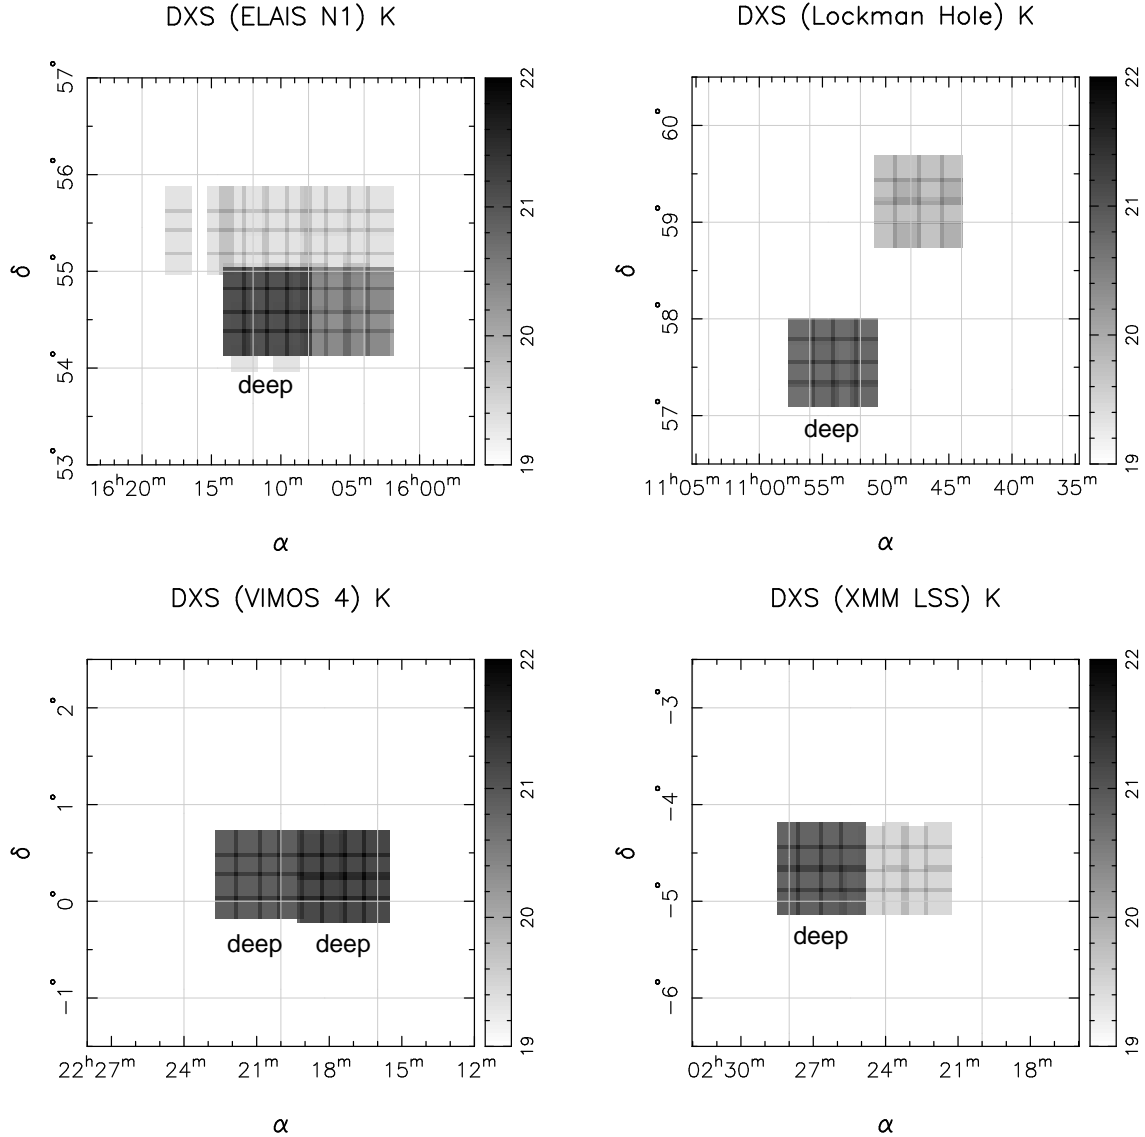 DXS (ELAIS N1) K
57°
56°
55°
54°
53°
δ
16ʰ20ᵐ 15ᵐ 10ᵐ 05ᵐ 16ʰ00ᵐ
α
deep
22
21
20
19
DXS (Lockman Hole) K
60°
59°
58°
57°
δ
11ʰ05ᵐ 11ʰ00ᵐ 55ᵐ 50ᵐ 45ᵐ 40ᵐ 35ᵐ
α
deep
22
21
20
19
DXS (VIMOS 4) K
2°
1°
0°
−1°
δ
22ʰ27ᵐ 24ᵐ 21ᵐ 18ᵐ 15ᵐ 12ᵐ
α
deep deep
22
21
20
19
DXS (XMM LSS) K
−3°
−4°
−5°
−6°
δ
02ʰ30ᵐ 27ᵐ 24ᵐ 21ᵐ 18ᵐ
α
deep
22
21
20
19